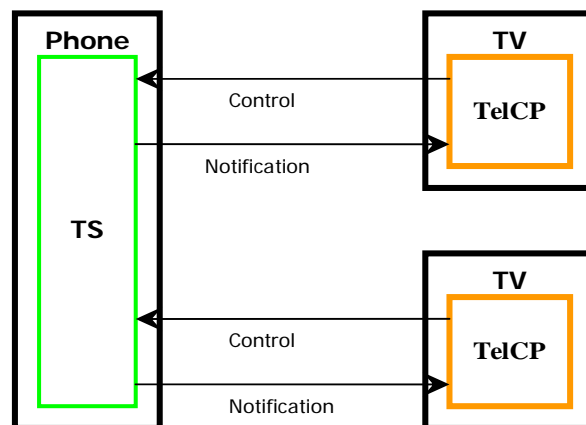 Phone
TV
Control
TelCP
Notification
TS
TV
Control
TelCP
Notification